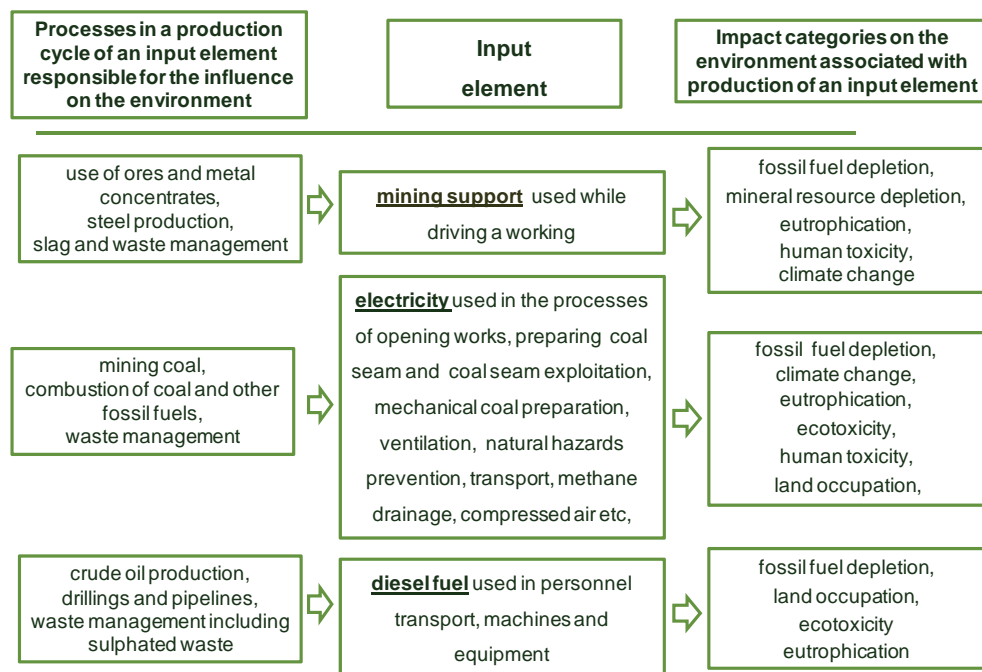 Processes in a production
cycle of an input element
responsible for the influence
on the environment
Input
element
Impact categories on the
environment associated with
production of an input element
use of ores and metal
concentrates,
steel production,
slag and waste management
mining support used while
driving a working
fossil fuel depletion,
mineral resource depletion,
eutrophication,
human toxicity,
climate change
mining coal,
combustion of coal and other
fossil fuels,
waste management
electricity used in the processes
of opening works, preparing coal
seam and coal seam exploitation,
mechanical coal preparation,
ventilation, natural hazards
prevention, transport, methane
drainage, compressed air etc,
fossil fuel depletion,
climate change,
eutrophication,
ecotoxicity,
human toxicity,
land occupation,
crude oil production,
drillings and pipelines,
waste management including
sulphated waste
diesel fuel used in personnel
transport, machines and
equipment
fossil fuel depletion,
land occupation,
ecotoxicity
eutrophication